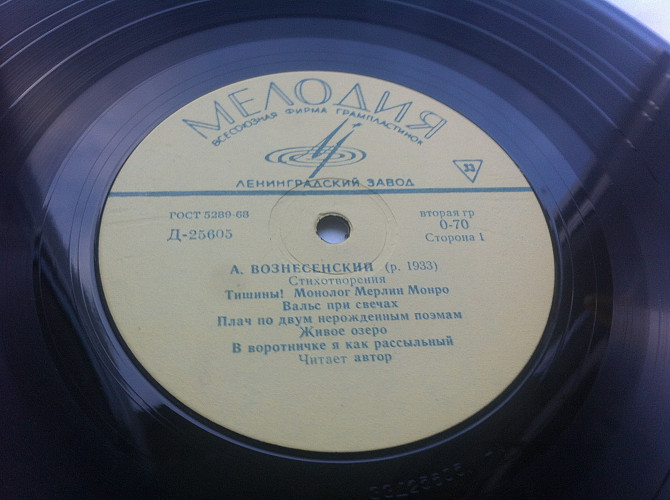 МЕЛОДИЯ
ВСЕСОЮЗНАЯ ФИРМА ГРАМПЛАСТИНОК
33
ЛЕНИНГРАДСКИЙ ЗАВОД
ГОСТ 5289-68
Д-25605
вторая гр
0-70
Сторона 1
А. ВОЗНЕСЕНСКИЙ (р. 1933)
Стихотворения
Тишины! Монолог Мерлин Монро
Вальс при свечах
Плач по двум нерожденным поэмам
Живое озеро
В воротничке я как рассыльный
Читает автор